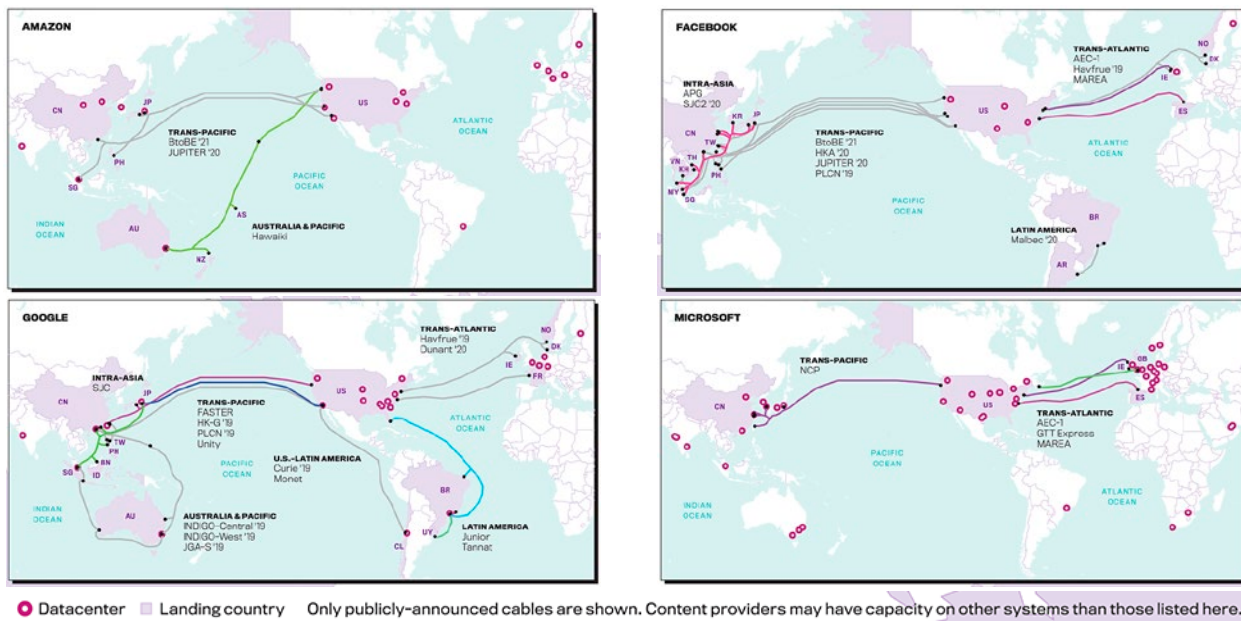 AMAZON
CN
JP
US
ATLANTIC
OCEAN
TRANS-PACIFIC
BtoBE '21
JUPITER '20
PH
SG
PACIFIC
OCEAN
INDIAN
OCEAN
AU
AS
AUSTRALIA & PACIFIC
Hawaiki
NZ
FACEBOOK
NO
DK
TRANS-ATLANTIC
AEC-1
Havfrue '19
MAREA
IE
INTRA-ASIA
APG
SJC2 '20
US
ES
KR
JP
CN
TW
TH
VN
KH
PH
MY
SG
TRANS-PACIFIC
BtoBE '21
HKA '20
JUPITER '20
PLCN '19
ATLANTIC
OCEAN
PACIFIC
OCEAN
BR
LATIN AMERICA
Malbec '20
AR
GOOGLE
TRANS-ATLANTIC
Havfrue '19
Dunant '20
NO
DK
IE
FR
INTRA-ASIA
SJC
JP
US
CN
TRANS-PACIFIC
FASTER
HK-G '19
PLCN '19
Unity
ATLANTIC
OCEAN
TW
PH
BN
SG
ID
PACIFIC
OCEAN
U.S.-LATIN AMERICA
Curie '19
Monet
BR
INDIAN
OCEAN
AU
AUSTRALIA & PACIFIC
INDIGO-Central '19
INDIGO-West '19
JGA-S '19
UY
CL
LATIN AMERICA
Junior
Tannat
MICROSOFT
TRANS-PACIFIC
NCP
GB
IE
CN
US
ES
TRANS-ATLANTIC
AEC-1
GTT Express
MAREA
PACIFIC
OCEAN
INDIAN
OCEAN
ATLANTIC
OCEAN
Datacenter Landing country Only publicly-announced cables are shown. Content providers may have capacity on other systems than those listed here.